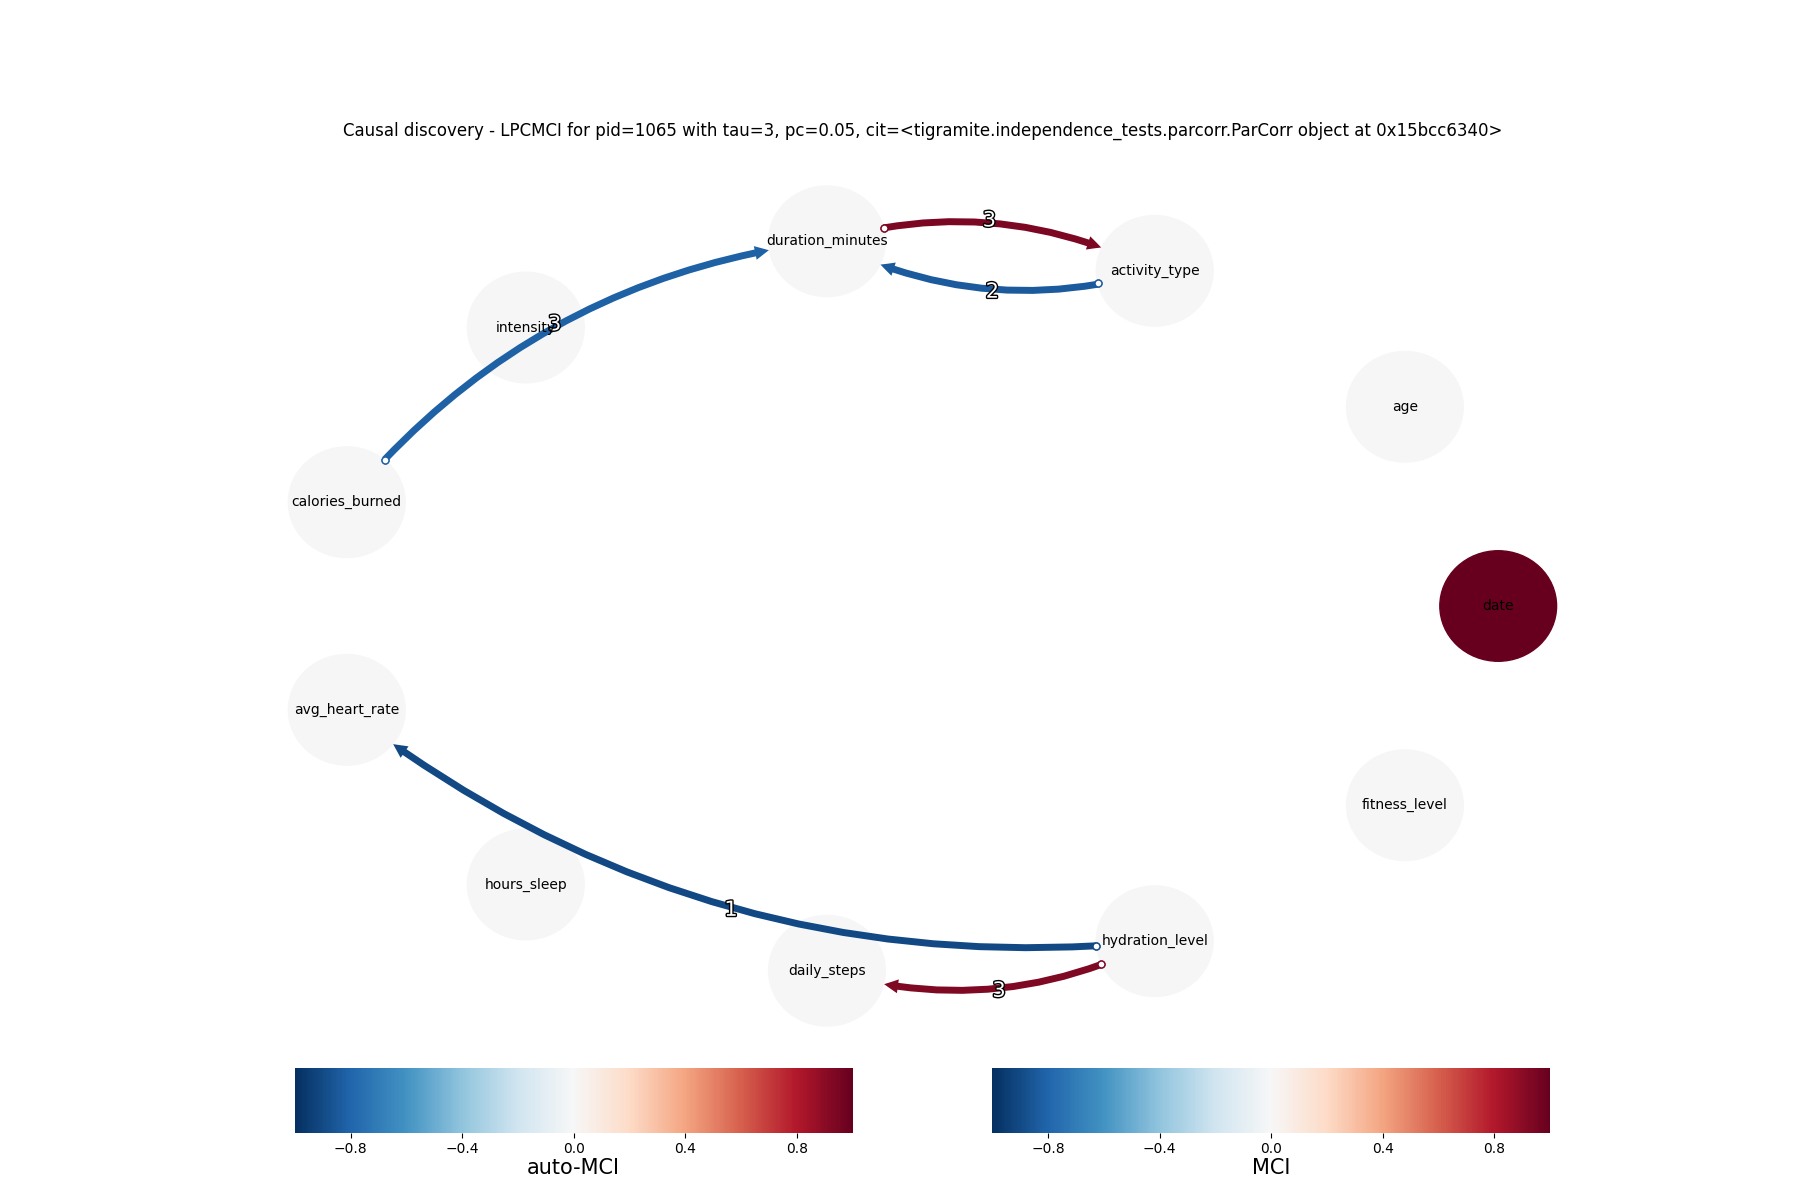 Causal discovery - LPCMCI for pid=1065 with tau=3, pc=0.05, cit=<tigramite.independence_tests.parcorr.ParCorr object at 0x15bcc6340>
3
duration_minutes
activity_type
2
intensity
3
age
calories_burned
date
avg_heart_rate
fitness_level
hours_sleep
1
hydration_level
daily_steps
3
−0.8 −0.4 0.0 0.4 0.8
auto-MCI
−0.8 −0.4 0.0 0.4 0.8
MCI